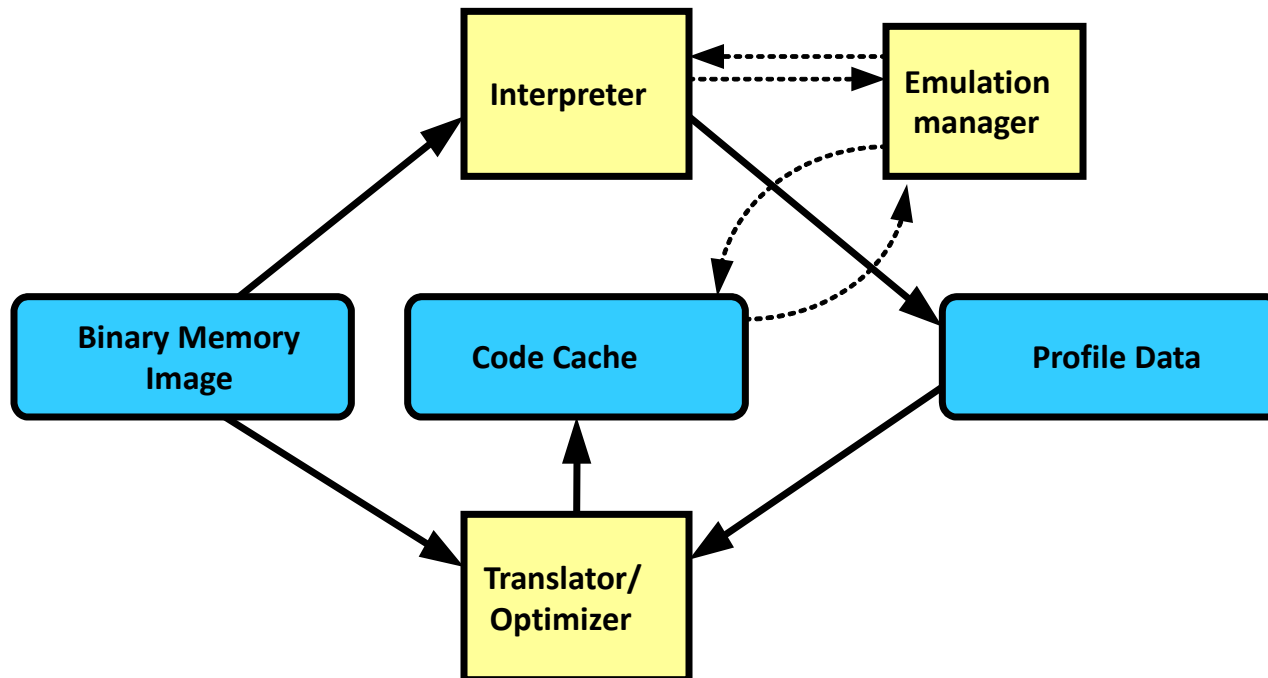 Interpreter
Emulation
manager
Binary Memory
Image
Code Cache
Profile Data
Translator/
Optimizer